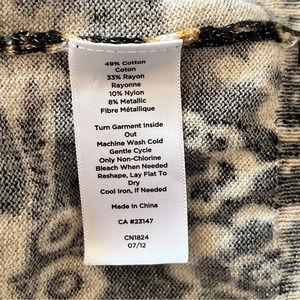 49% Cotton
Coton
33% Rayon
Rayonne
10% Nylon
8% Metallic
Fibre Métallique
Turn Garment Inside
Out
Machine Wash Cold
Gentle Cycle
Only Non-Chlorine
Bleach When Needed
Reshape, Lay Flat To
Dry
Cool Iron, If Needed
Made In China
CA #23147
CN1824
07/12